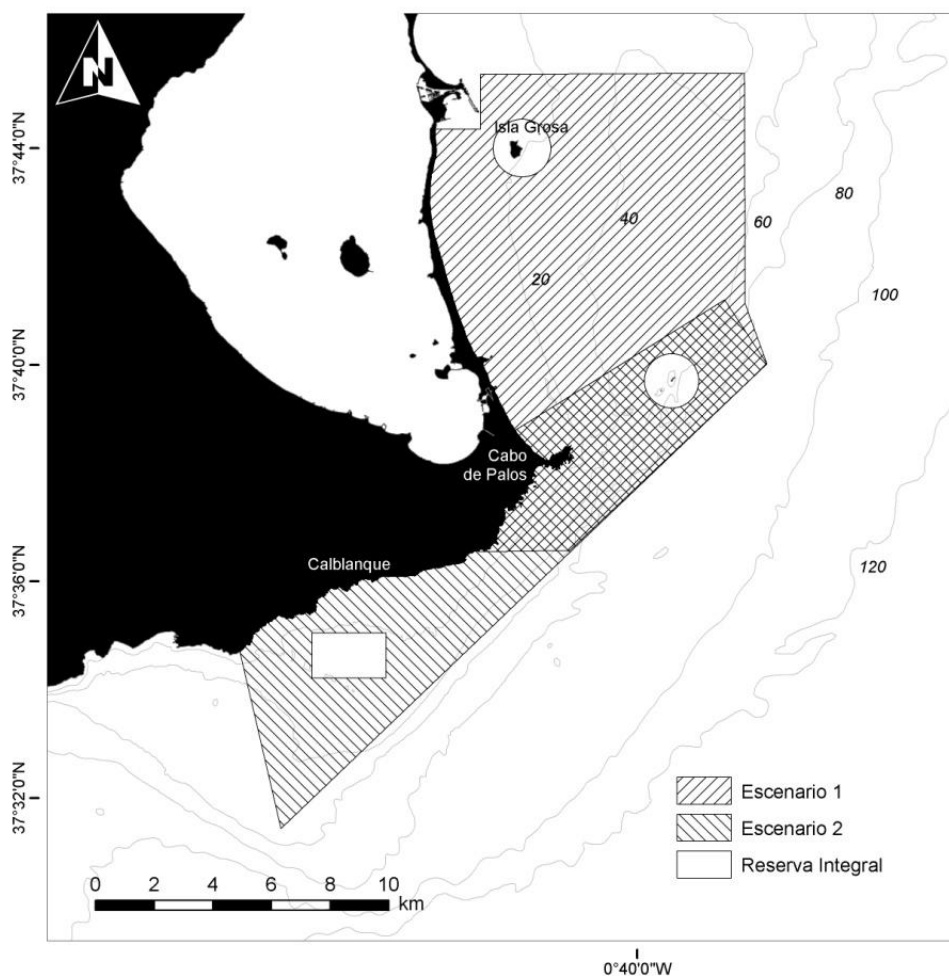 N
Isla Grosa
37°44'0"N
80
40
60
20
100
37°40'0"N
Cabo
de Palos
Calblanque
37°36'0"N
120
37°32'0"N
Escenario 1
Escenario 2
Reserva Integral
0 2 4 6 8 10
km
0°40'0"W